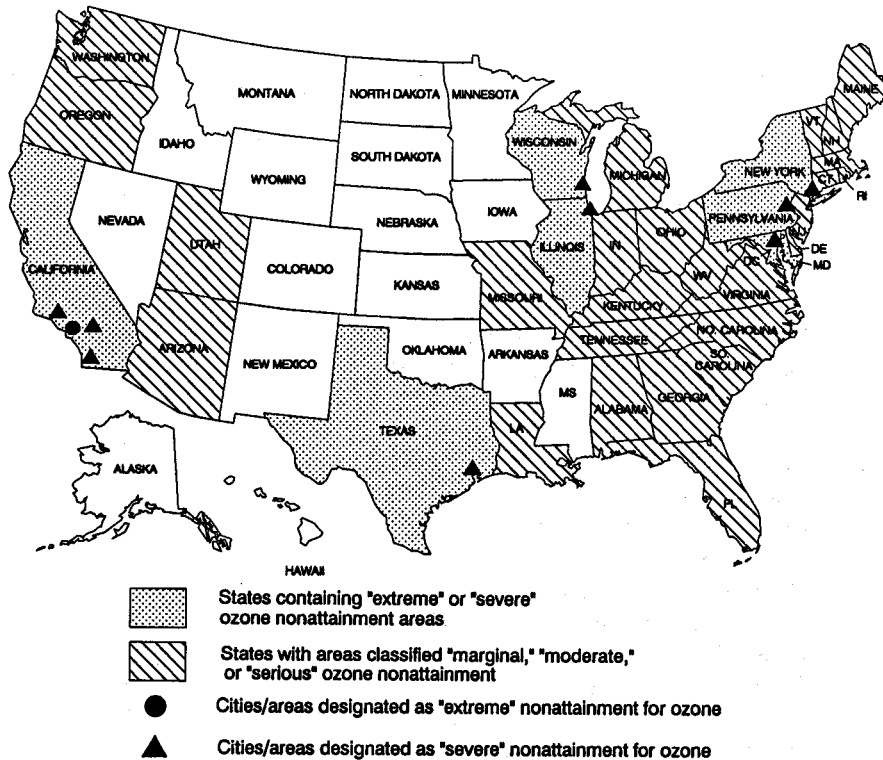 WASHINGTON
MAINE
MONTANA
NORTH DAKOTA
MINNESOTA
OREGON
VT.
NH
IDAHO
WISCONSIN
SOUTH DAKOTA
MICHIGAN
NEW YORK
MA
CT.
RI
WYOMING
IOWA
PENNSYLVANIA
NEVADA
NEBRASKA
OHIO
NJ
UTAH
ILLINOIS
IN
DE
DC
MD
CALIFORNIA
COLORADO
KANSAS
MISSOURI
WV
VIRGINIA
KENTUCKY
NO. CAROLINA
ARIZONA
TENNESSEE
OKLAHOMA
ARKANSAS
SO.
CAROLINA
NEW MEXICO
MS
ALABAMA
GEORGIA
TEXAS
LA
ALASKA
FL
HAWAII
States containing "extreme" or "severe"
ozone nonattainment areas
States with areas classified "marginal," "moderate,"
or "serious" ozone nonattainment
Cities/areas designated as "extreme" nonattainment for ozone
Cities/areas designated as "severe" nonattainment for ozone